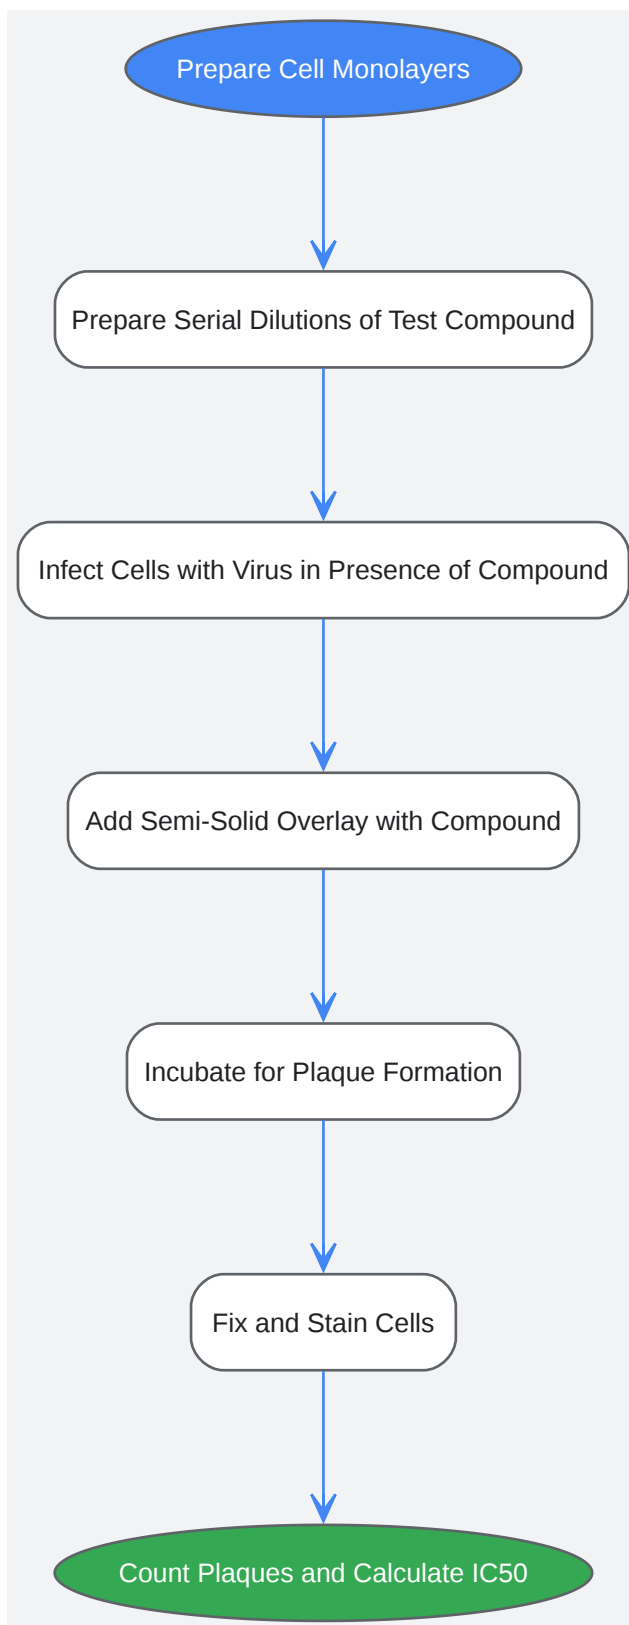 Prepare Cell Monolayers
Prepare Serial Dilutions of Test Compound
Infect Cells with Virus in Presence of Compound
Add Semi-Solid Overlay with Compound
Incubate for Plaque Formation
Fix and Stain Cells
Count Plaques and Calculate IC50